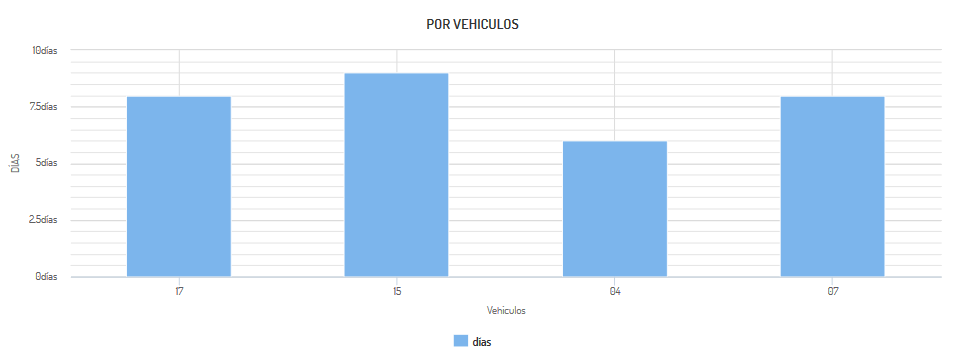 POR VEHICULOS
10días
7.5días
5días
2.5días
0días
DÍAS
17
15
04
07
Vehiculos
días